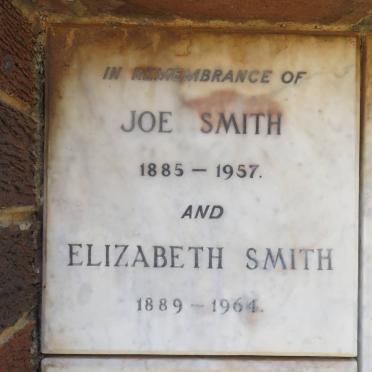 IN REMEMBRANCE OF
JOE SMITH
1885 – 1957.
AND
ELIZABETH SMITH
1889 – 1964.